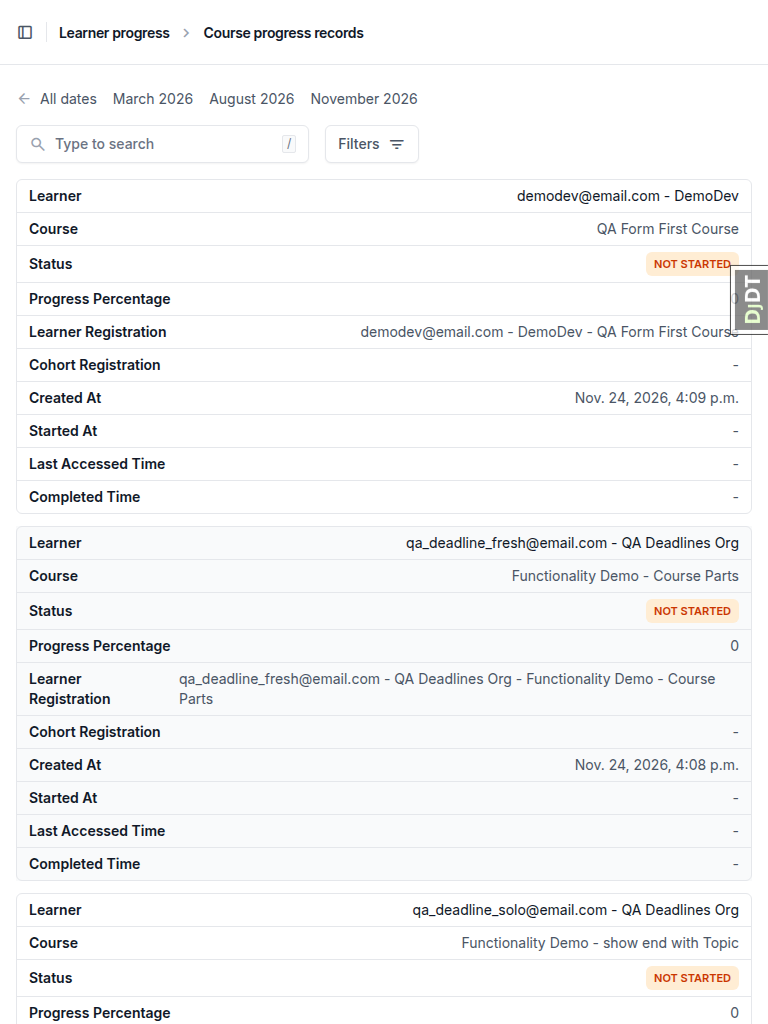 Learner progress > Course progress records
← All dates March 2026 August 2026 November 2026
Type to search / Filters
Learner demodev@email.com - DemoDev
Course QA Form First Course
Status NOT STARTED
Progress Percentage 0
DjDT
Learner Registration demodev@email.com - DemoDev - QA Form First Course
Cohort Registration -
Created At Nov. 24, 2026, 4:09 p.m.
Started At -
Last Accessed Time -
Completed Time -
Learner qa_deadline_fresh@email.com - QA Deadlines Org
Course Functionality Demo - Course Parts
Status NOT STARTED
Progress Percentage 0
Learner qa_deadline_fresh@email.com - QA Deadlines Org - Functionality Demo - Course
Registration Parts
Cohort Registration -
Created At Nov. 24, 2026, 4:08 p.m.
Started At -
Last Accessed Time -
Completed Time -
Learner qa_deadline_solo@email.com - QA Deadlines Org
Course Functionality Demo - show end with Topic
Status NOT STARTED
Progress Percentage 0